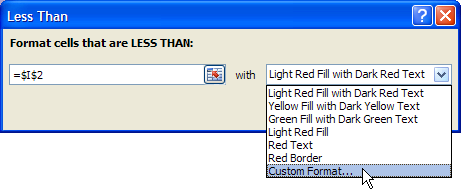 Less Than
Format cells that are LESS THAN:
=$I$2 with Light Red Fill with Dark Red Text
Light Red Fill with Dark Red Text
Yellow Fill with Dark Yellow Text
Green Fill with Dark Green Text
Light Red Fill
Red Text
Red Border
Custom Format...